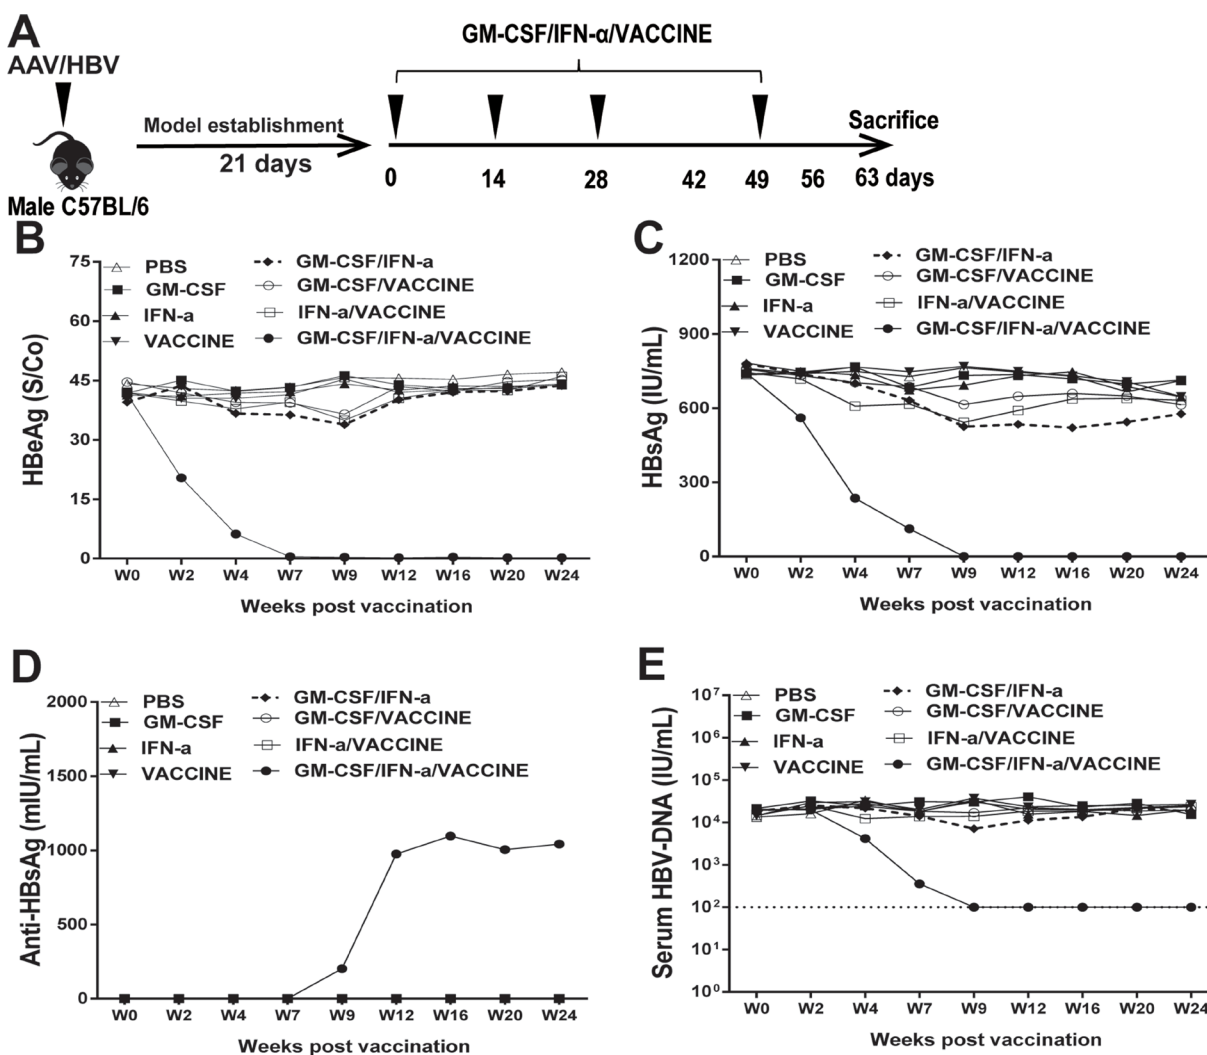 A
AAV/HBV
Male C57BL/6
Model establishment
21 days
GM-CSF/IFN-α/VACCINE
Sacrifice
0 14 28 42 49 56 63 days
B
HBeAg (S/Co)
75
60
45
30
15
0
PBS
GM-CSF
IFN-a
VACCINE
GM-CSF/IFN-a
GM-CSF/VACCINE
IFN-a/VACCINE
GM-CSF/IFN-a/VACCINE
W0 W2 W4 W7 W9 W12 W16 W20 W24
Weeks post vaccination
C
HBsAg (IU/mL)
1200
900
600
300
0
PBS
GM-CSF
IFN-a
VACCINE
GM-CSF/IFN-a
GM-CSF/VACCINE
IFN-a/VACCINE
GM-CSF/IFN-a/VACCINE
W0 W2 W4 W7 W9 W12 W16 W20 W24
Weeks post vaccination
D
Anti-HBsAg (mIU/mL)
2000
1500
1000
500
0
PBS
GM-CSF
IFN-a
VACCINE
GM-CSF/IFN-a
GM-CSF/VACCINE
IFN-a/VACCINE
GM-CSF/IFN-a/VACCINE
W0 W2 W4 W7 W9 W12 W16 W20 W24
Weeks post vaccination
E
Serum HBV-DNA (IU/mL)
10⁷
10⁶
10⁵
10⁴
10³
10²
10¹
10⁰
PBS
GM-CSF
IFN-a
VACCINE
GM-CSF/IFN-a
GM-CSF/VACCINE
IFN-a/VACCINE
GM-CSF/IFN-a/VACCINE
W0 W2 W4 W7 W9 W12 W16 W20 W24
Weeks post vaccination